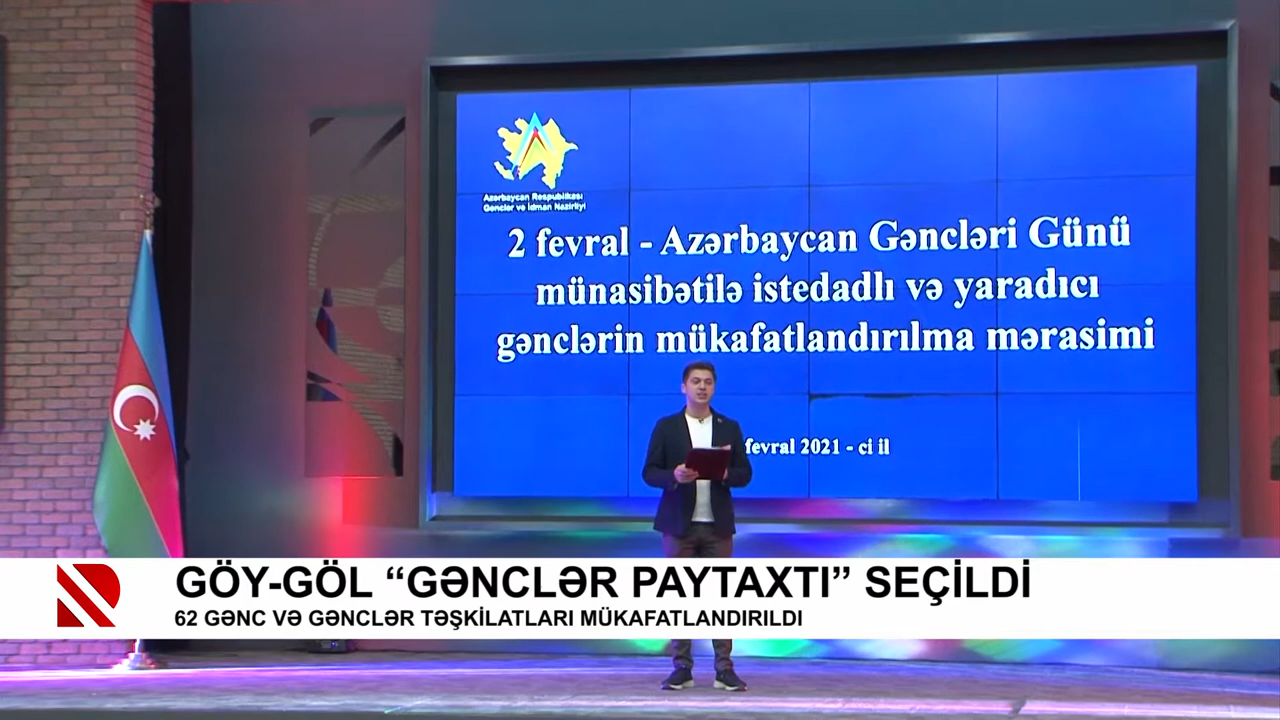 Azərbaycan Respublikası
Gənclər və İdman Nazirliyi
2 fevral - Azərbaycan Gəncləri Günü
münasibətilə istedadlı və yaradıcı
gənclərin mükafatlandırılma mərasimi
fevral 2021 - ci il
GÖY-GÖL “GƏNCLƏR PAYTAXTI” SEÇİLDİ
62 GƏNC VƏ GƏNCLƏR TƏŞKİLATLARI MÜKAFATLANDIRILDI